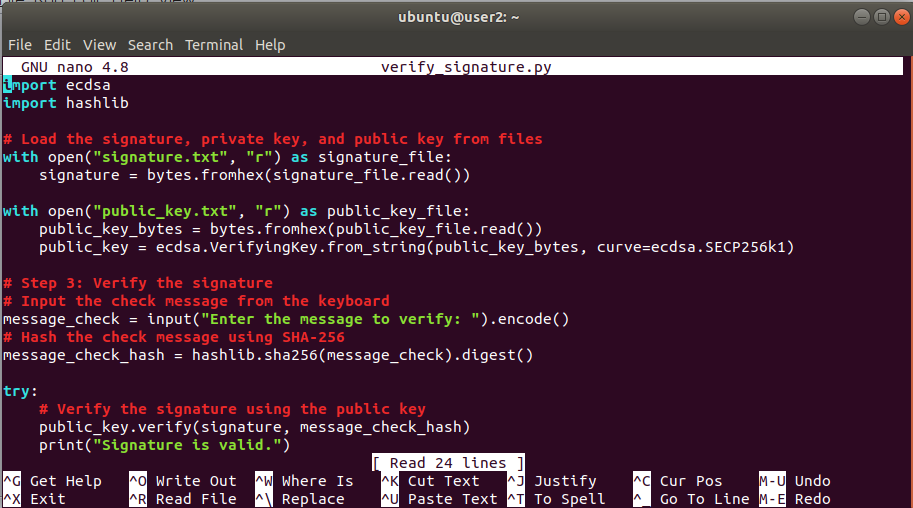 ubuntu@user2: ~
File Edit View Search Terminal Help
GNU nano 4.8 verify_signature.py
import ecdsa
import hashlib
# Load the signature, private key, and public key from files
with open("signature.txt", "r") as signature_file:
    signature = bytes.fromhex(signature_file.read())
with open("public_key.txt", "r") as public_key_file:
    public_key_bytes = bytes.fromhex(public_key_file.read())
    public_key = ecdsa.VerifyingKey.from_string(public_key_bytes, curve=ecdsa.SECP256k1)
# Step 3: Verify the signature
# Input the check message from the keyboard
message_check = input("Enter the message to verify: ").encode()
# Hash the check message using SHA-256
message_check_hash = hashlib.sha256(message_check).digest()
try:
    # Verify the signature using the public key
    public_key.verify(signature, message_check_hash)
    print("Signature is valid.")
[ Read 24 lines ]
^G Get Help ^O Write Out ^W Where Is ^K Cut Text ^J Justify ^C Cur Pos M-U Undo
^X Exit ^R Read File ^\ Replace ^U Paste Text ^T To Spell ^_ Go To Line M-E Redo